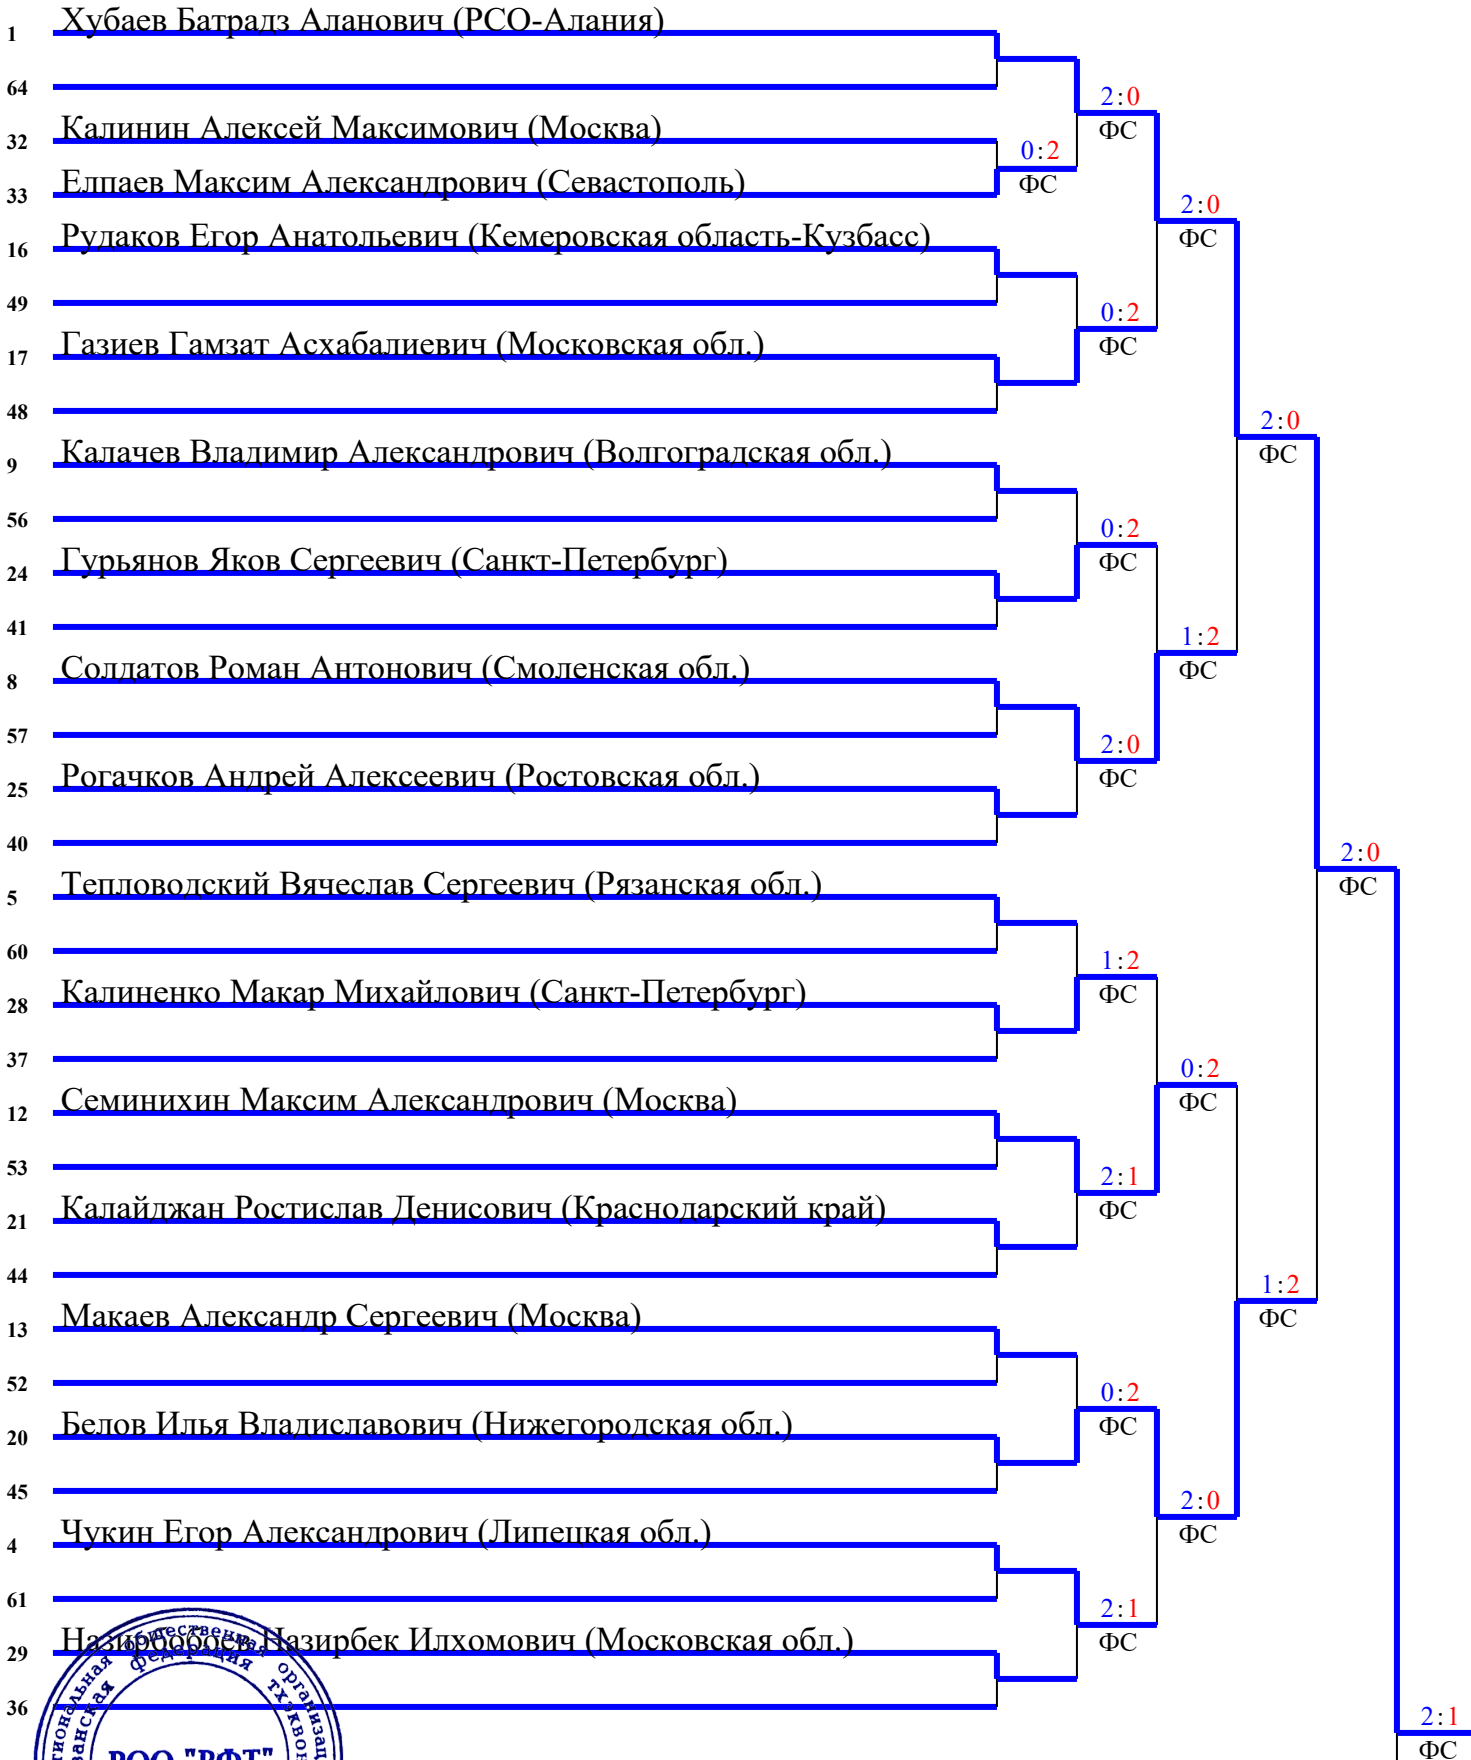 1 Хубаев Батрадз Аланович (РСО-Алания)
64
2:0
ФС
32 Калинин Алексей Максимович (Москва)
0:2
ФС
33 Елпаев Максим Александрович (Севастополь)
2:0
ФС
16 Рудаков Егор Анатольевич (Кемеровская область-Кузбасс)
49
0:2
ФС
17 Газиев Гамзат Асхабалиевич (Московская обл.)
48
2:0
ФС
9 Калачев Владимир Александрович (Волгоградская обл.)
56
0:2
ФС
24 Гурьянов Яков Сергеевич (Санкт-Петербург)
41
1:2
ФС
8 Солдатов Роман Антонович (Смоленская обл.)
57
2:0
ФС
25 Рогачков Андрей Алексеевич (Ростовская обл.)
40
2:0
ФС
5 Тепловодский Вячеслав Сергеевич (Рязанская обл.)
60
1:2
ФС
28 Калиненко Макар Михайлович (Санкт-Петербург)
37
0:2
ФС
12 Семинихин Максим Александрович (Москва)
53
2:1
ФС
21 Калайджан Ростислав Денисович (Краснодарский край)
44
1:2
ФС
13 Макаев Александр Сергеевич (Москва)
52
0:2
ФС
20 Белов Илья Владиславович (Нижегородская обл.)
45
2:0
ФС
4 Чукин Егор Александрович (Липецкая обл.)
61
2:1
ФС
29 Назирбек Илхомович (Московская обл.)
36
2:1
ФС
общественная
федерация
РОО "РФТ"